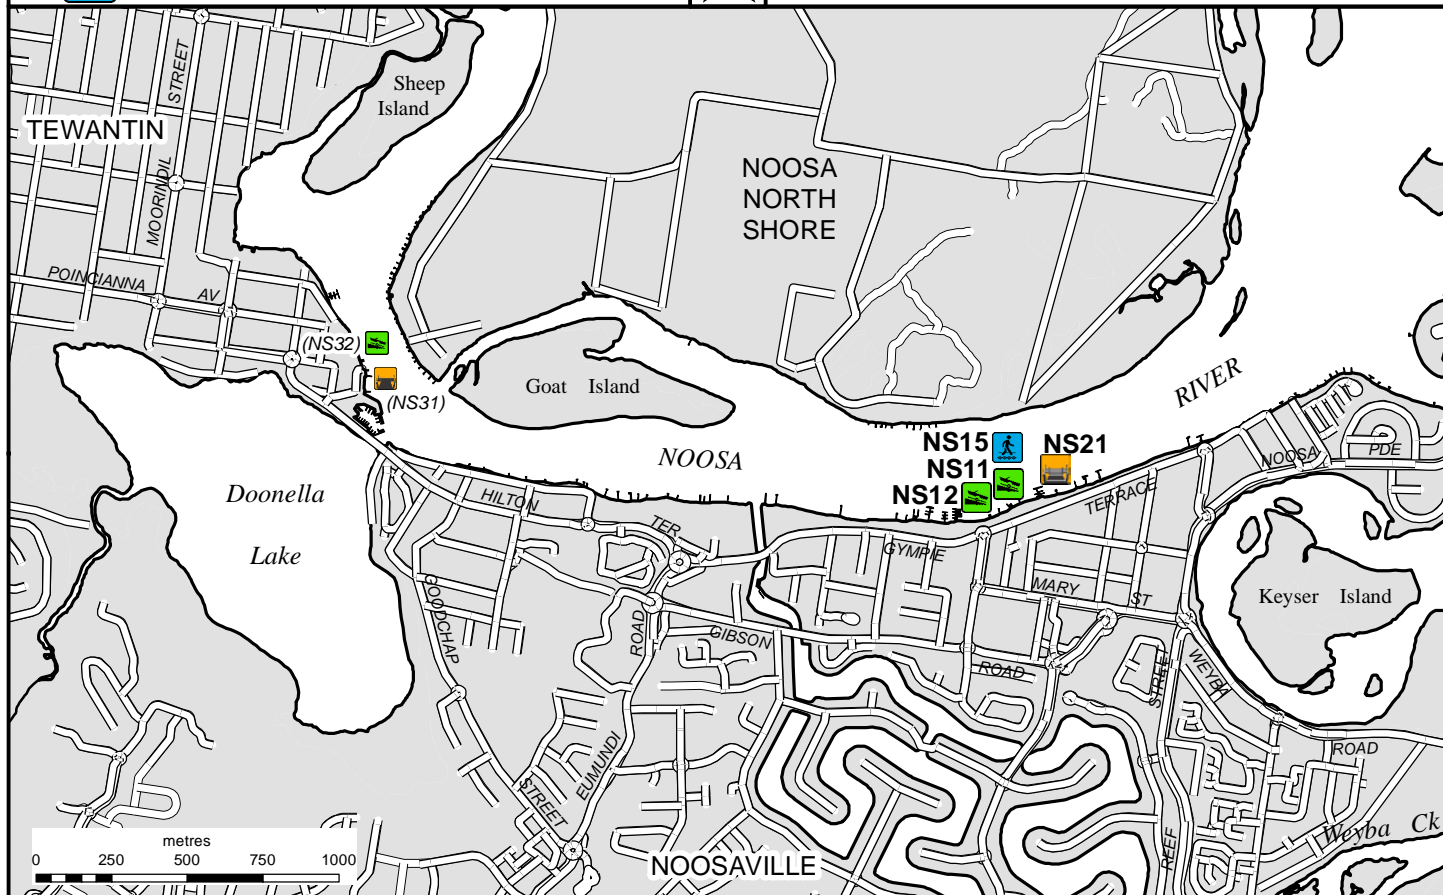 Sheep
Island
STREET
TEWANTIN
MOORINDIL
NOOSA
NORTH
SHORE
POINCIANNA
AV
(NS32)
(NS31)
Goat Island
RIVER
NOOSA
NS15
NS21
NS11
NS12
NOOSA
PDE
TERRACE
Doonella
Lake
HILTON
TER
GYMPIE
MARY
ST
Keyser Island
GOODCHAP
ROAD
GIBSON
ROAD
STREET
WEYBA
EUMUNDI
STREET
ROAD
REEF
Weyba Ck
metres
0 250 500 750 1000
NOOSAVILLE